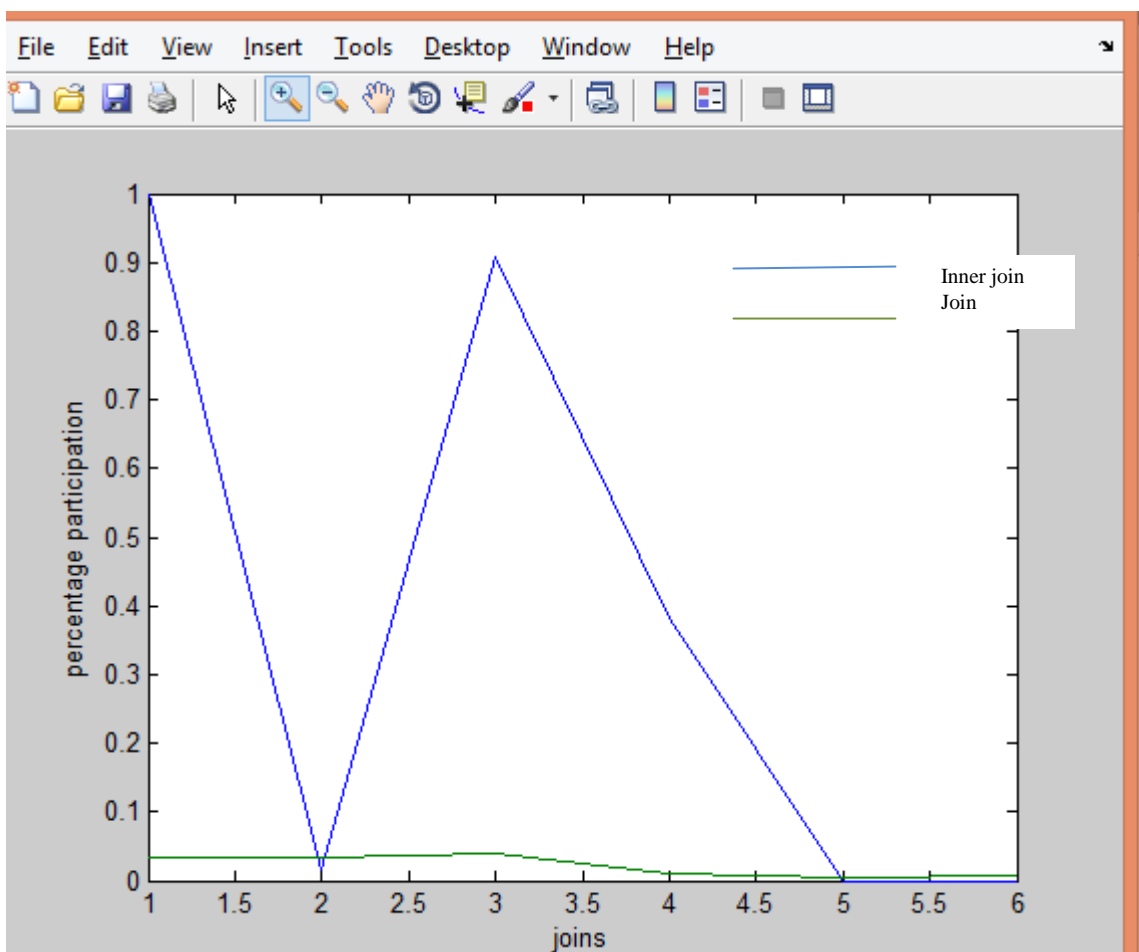 File Edit View Insert Tools Desktop Window Help
1
0.9
Inner join
Join
0.8
0.7
0.6
0.5
0.4
0.3
0.2
0.1
0
percentage participation
1 1.5 2 2.5 3 3.5 4 4.5 5 5.5 6
joins